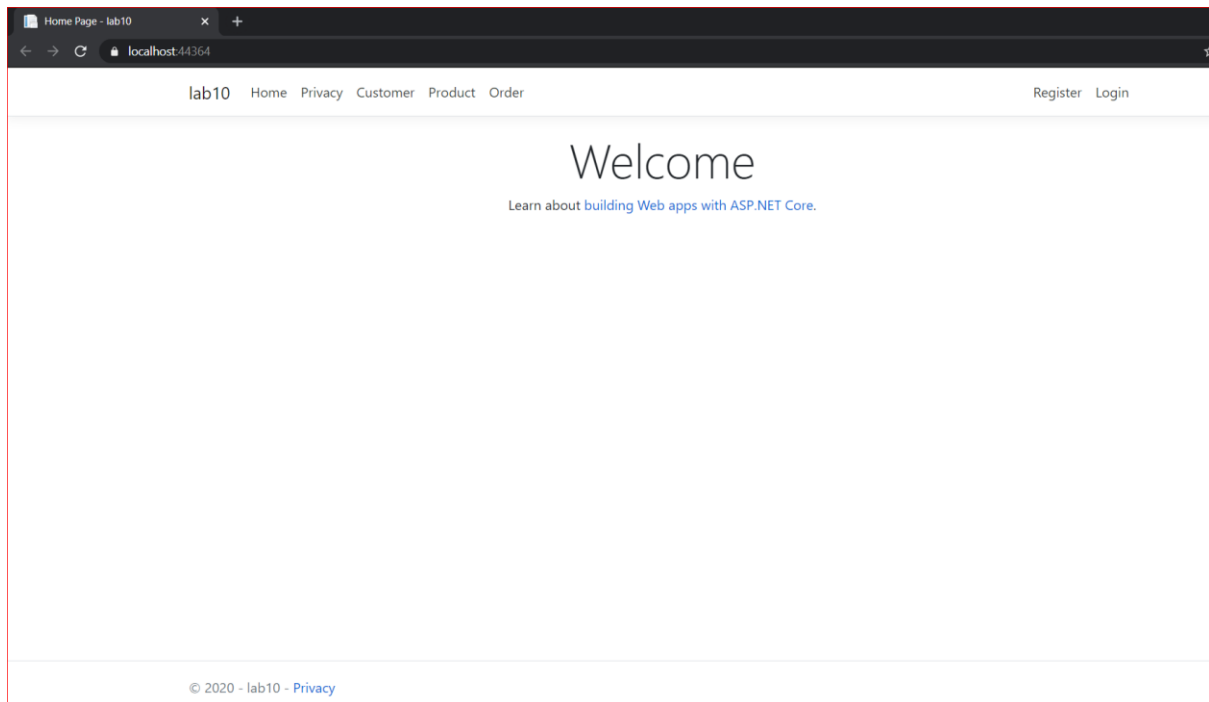 Home Page - lab10
localhost:44364
lab10 Home Privacy Customer Product Order Register Login
Welcome
Learn about building Web apps with ASP.NET Core.
© 2020 - lab10 - Privacy